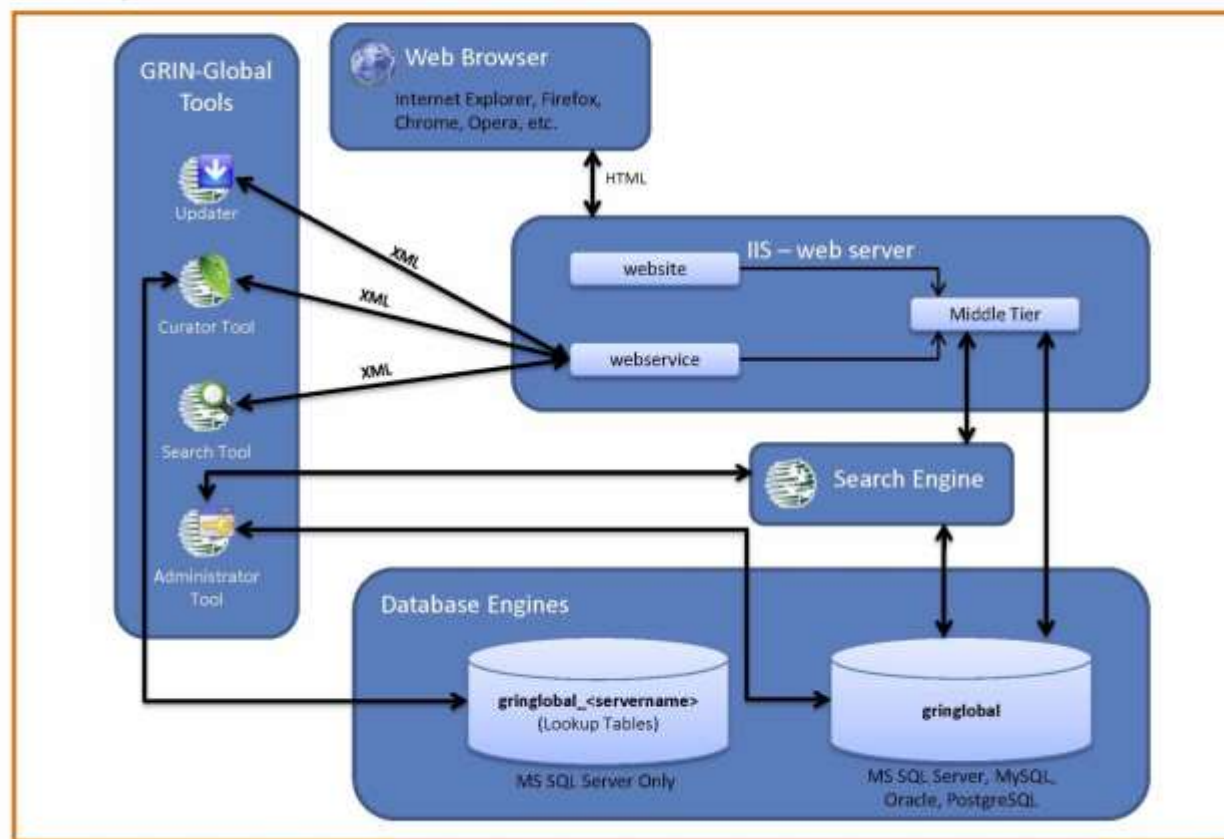 GRIN-Global
Tools
Updater
Curator Tool
Search Tool
Administrator
Tool
Web Browser
Internet Explorer, Firefox,
Chrome, Opera, etc.
HTML
XML
XML
XML
IIS – web server
website
webservice
Middle Tier
Search Engine
Database Engines
gringlobal_<servername>
(Lookup Tables)
MS SQL Server Only
gringlobal
MS SQL Server, MySQL,
Oracle, PostgreSQL